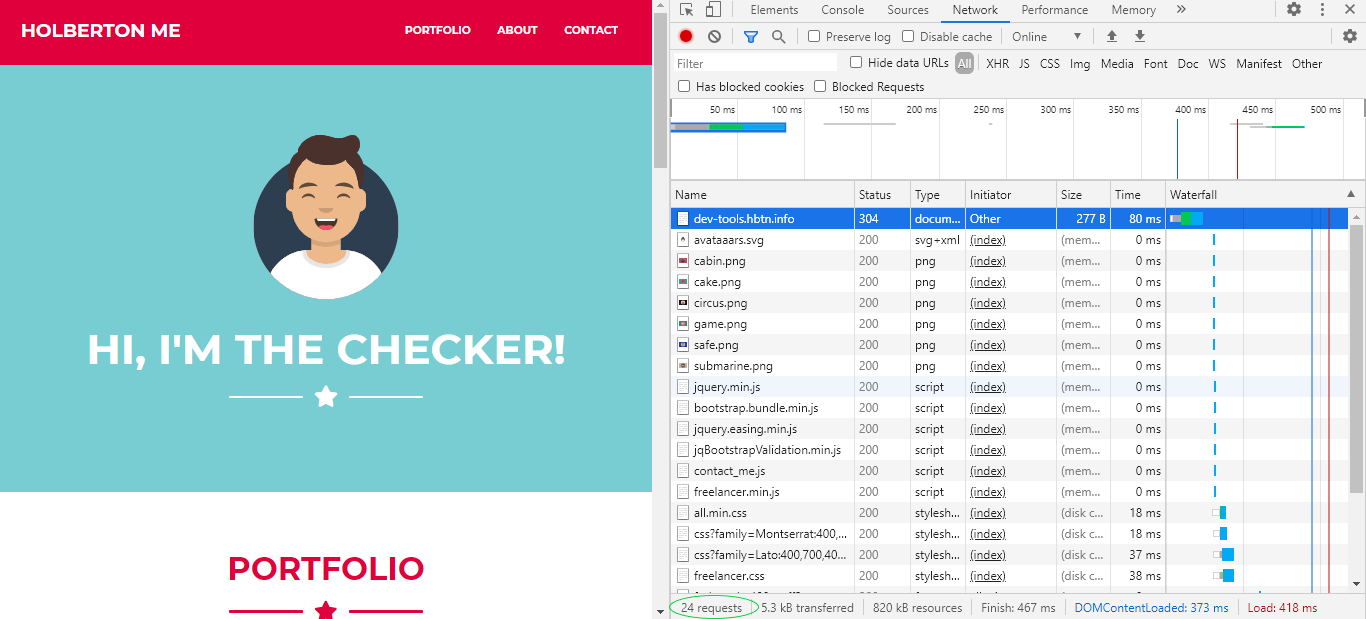 HOLBERTON ME
PORTFOLIO ABOUT CONTACT
HI, I'M THE CHECKER!
PORTFOLIO
Elements Console Sources Network Performance Memory »
Preserve log Disable cache Online ▼
Filter Hide data URLs All XHR JS CSS Img Media Font Doc WS Manifest Other
Has blocked cookies Blocked Requests
50 ms 100 ms 150 ms 200 ms 250 ms 300 ms 350 ms 400 ms 450 ms 500 ms
Name Status Type Initiator Size Time Waterfall
dev-tools.hbtn.info 304 docum... Other 277 B 80 ms
avataaars.svg 200 svg+xml (index) (mem... 0 ms
cabin.png 200 png (index) (mem... 0 ms
cake.png 200 png (index) (mem... 0 ms
circus.png 200 png (index) (mem... 0 ms
game.png 200 png (index) (mem... 0 ms
safe.png 200 png (index) (mem... 0 ms
submarine.png 200 png (index) (mem... 0 ms
jquery.min.js 200 script (index) (mem... 0 ms
bootstrap.bundle.min.js 200 script (index) (mem... 0 ms
jquery.easing.min.js 200 script (index) (mem... 0 ms
jqBootstrapValidation.min.js 200 script (index) (mem... 0 ms
contact_me.js 200 script (index) (mem... 0 ms
freelancer.min.js 200 script (index) (mem... 0 ms
all.min.css 200 stylesh... (index) (disk c... 18 ms
css?family=Montserrat:400,... 200 stylesh... (index) (disk c... 18 ms
css?family=Lato:400,700,40... 200 stylesh... (index) (disk c... 37 ms
freelancer.css 200 stylesh... (index) (disk c... 38 ms
24 requests 5.3 kB transferred 820 kB resources Finish: 467 ms DOMContentLoaded: 373 ms Load: 418 ms